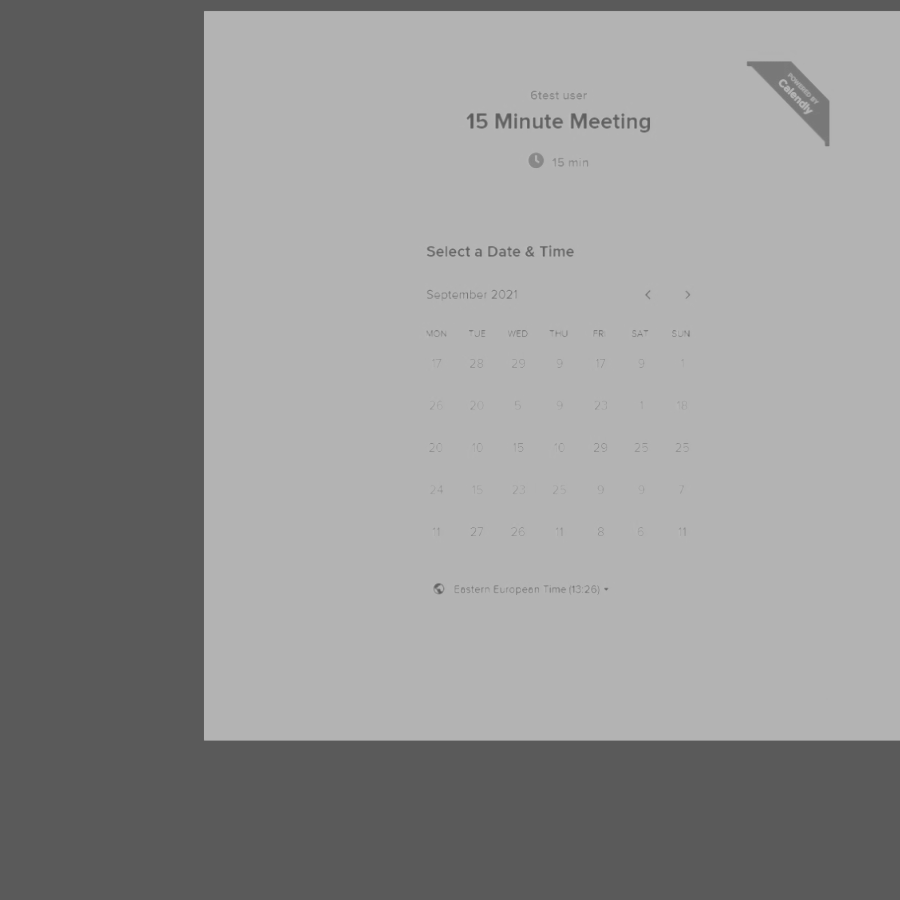 POWERED BY
Calendly
6test user
15 Minute Meeting
15 min
Select a Date & Time
September 2021
MON TUE WED THU FRI SAT SUN
17 28 29 9 17 9 1
26 20 5 9 23 1 18
20 10 15 10 29 25 25
24 15 23 25 9 9 7
11 27 26 11 8 6 11
Eastern European Time (13:26)